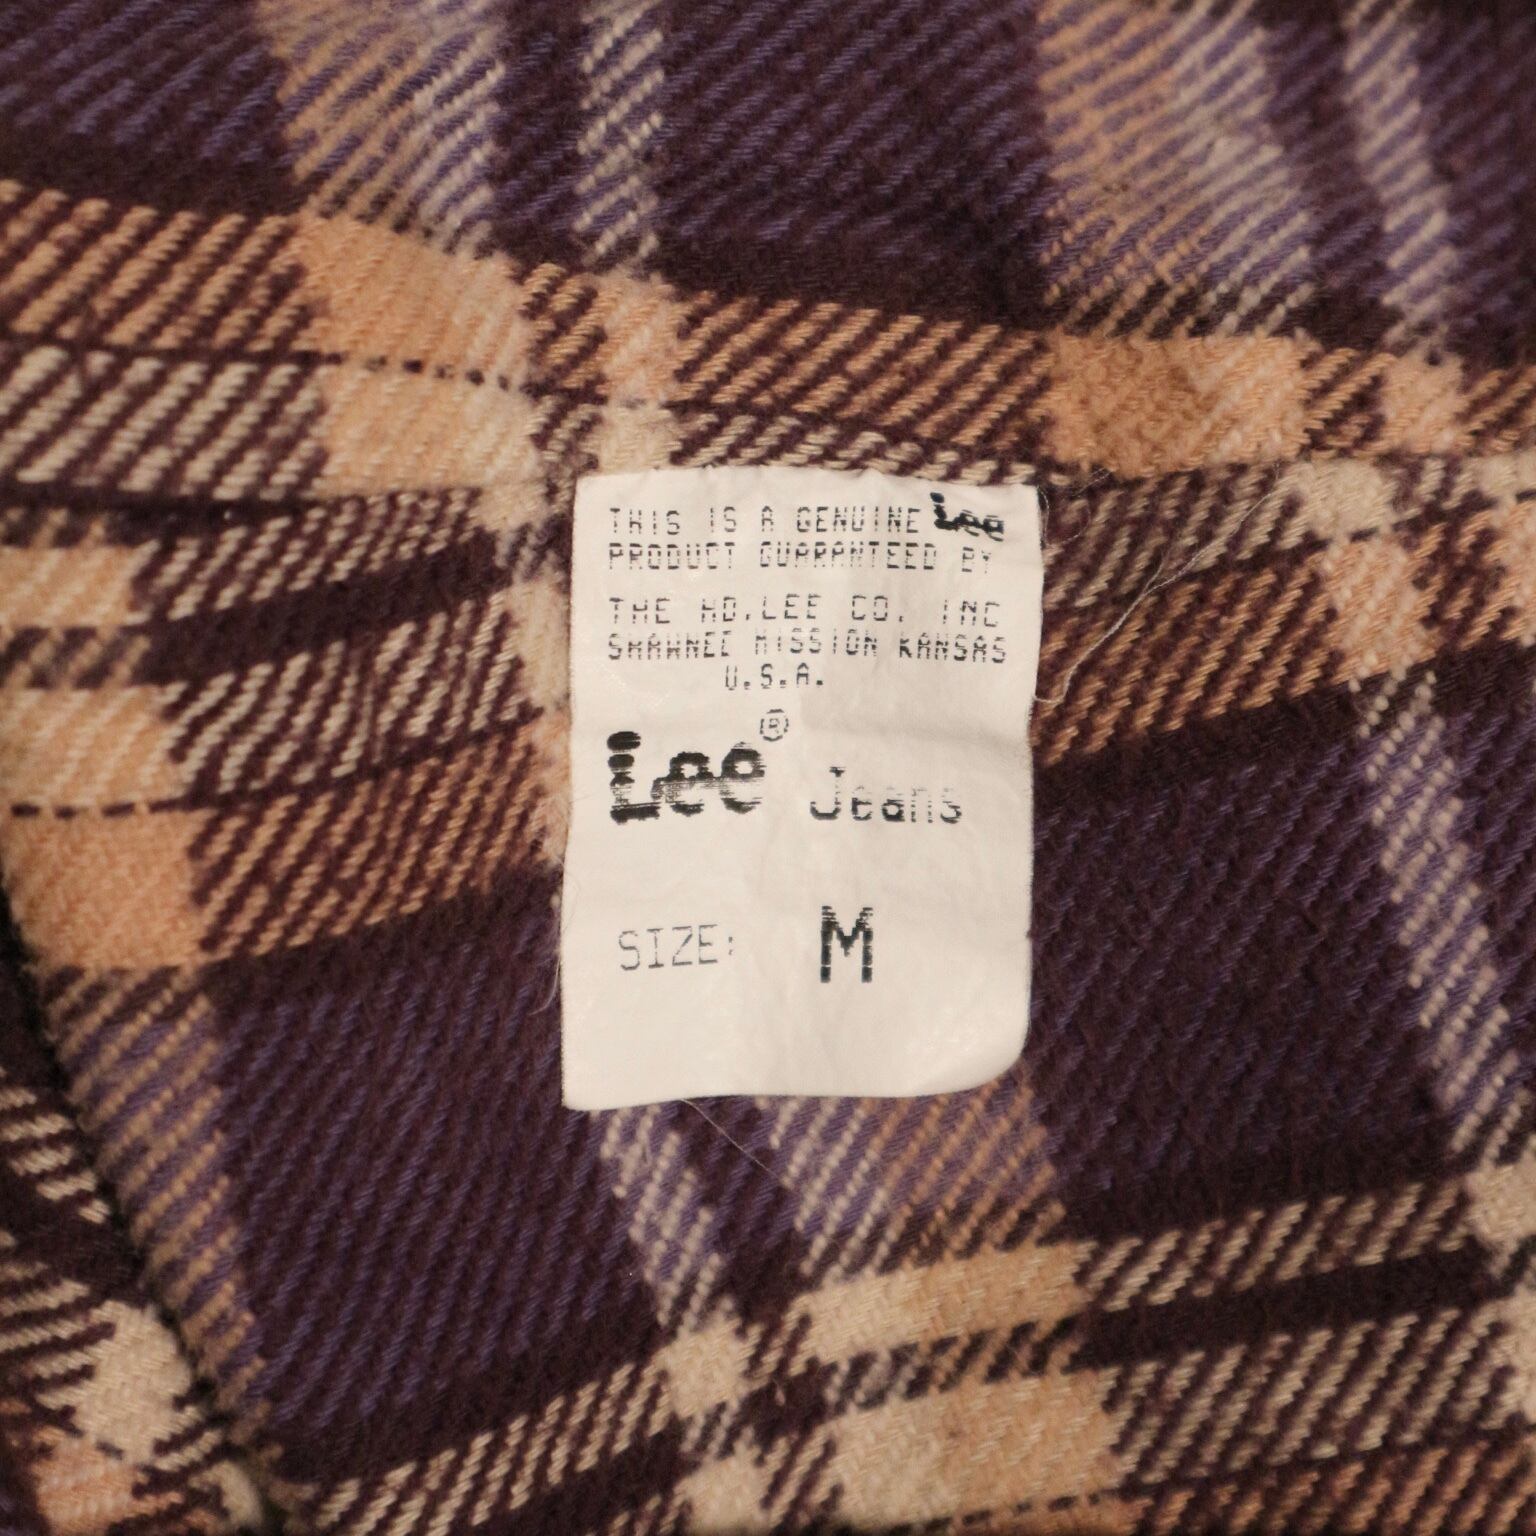 THIS IS A GENUINE Lee
PRODUCT GUARANTEED BY
THE HD.LEE CO. INC
SHAWNEE MISSION KANSAS
U.S.A.
Lee® Jeans
SIZE: M